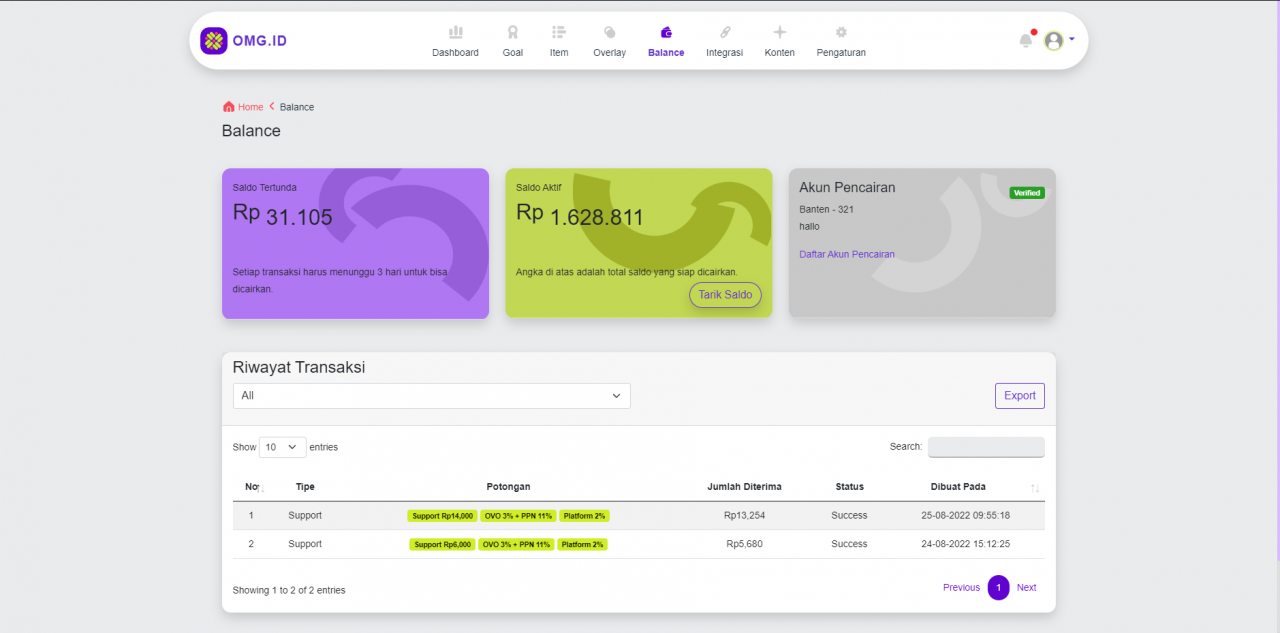 OMG.ID
Dashboard Goal Item Overlay Balance Integrasi Konten Pengaturan
Home Balance
Balance
Saldo Tertunda
Rp 31.105
Setiap transaksi harus menunggu 3 hari untuk bisa
dicairkan.
Saldo Aktif
Rp 1.628.811
Angka di atas adalah total saldo yang siap dicairkan.
Tarik Saldo
Akun Pencairan
Verified
Banten - 321
hallo
Daftar Akun Pencairan
Riwayat Transaksi
All
Export
Show 10 entries
Search:
No Tipe Potongan Jumlah Diterima Status Dibuat Pada
1 Support Support Rp14,000 OVO 3% + PPN 11% Platform 2% Rp13,254 Success 25-08-2022 09:55:18
2 Support Support Rp6,000 OVO 3% + PPN 11% Platform 2% Rp5,680 Success 24-08-2022 15:12:25
Showing 1 to 2 of 2 entries
Previous 1 Next